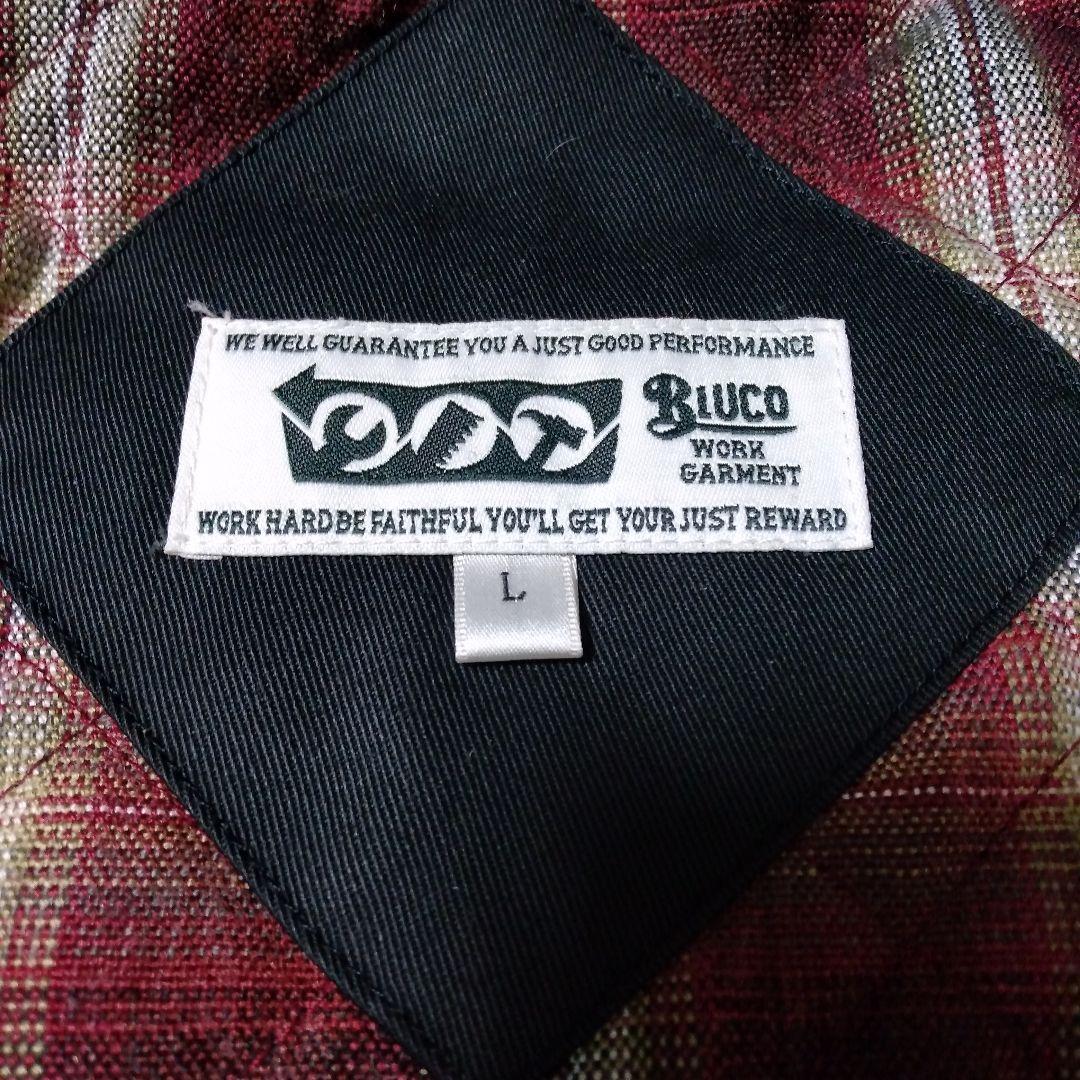 WE WELL GUARANTEE YOU A JUST GOOD PERFORMANCE
BLUCO
WORK
GARMENT
WORK HARD BE FAITHFUL YOU'LL GET YOUR JUST REWARD
L